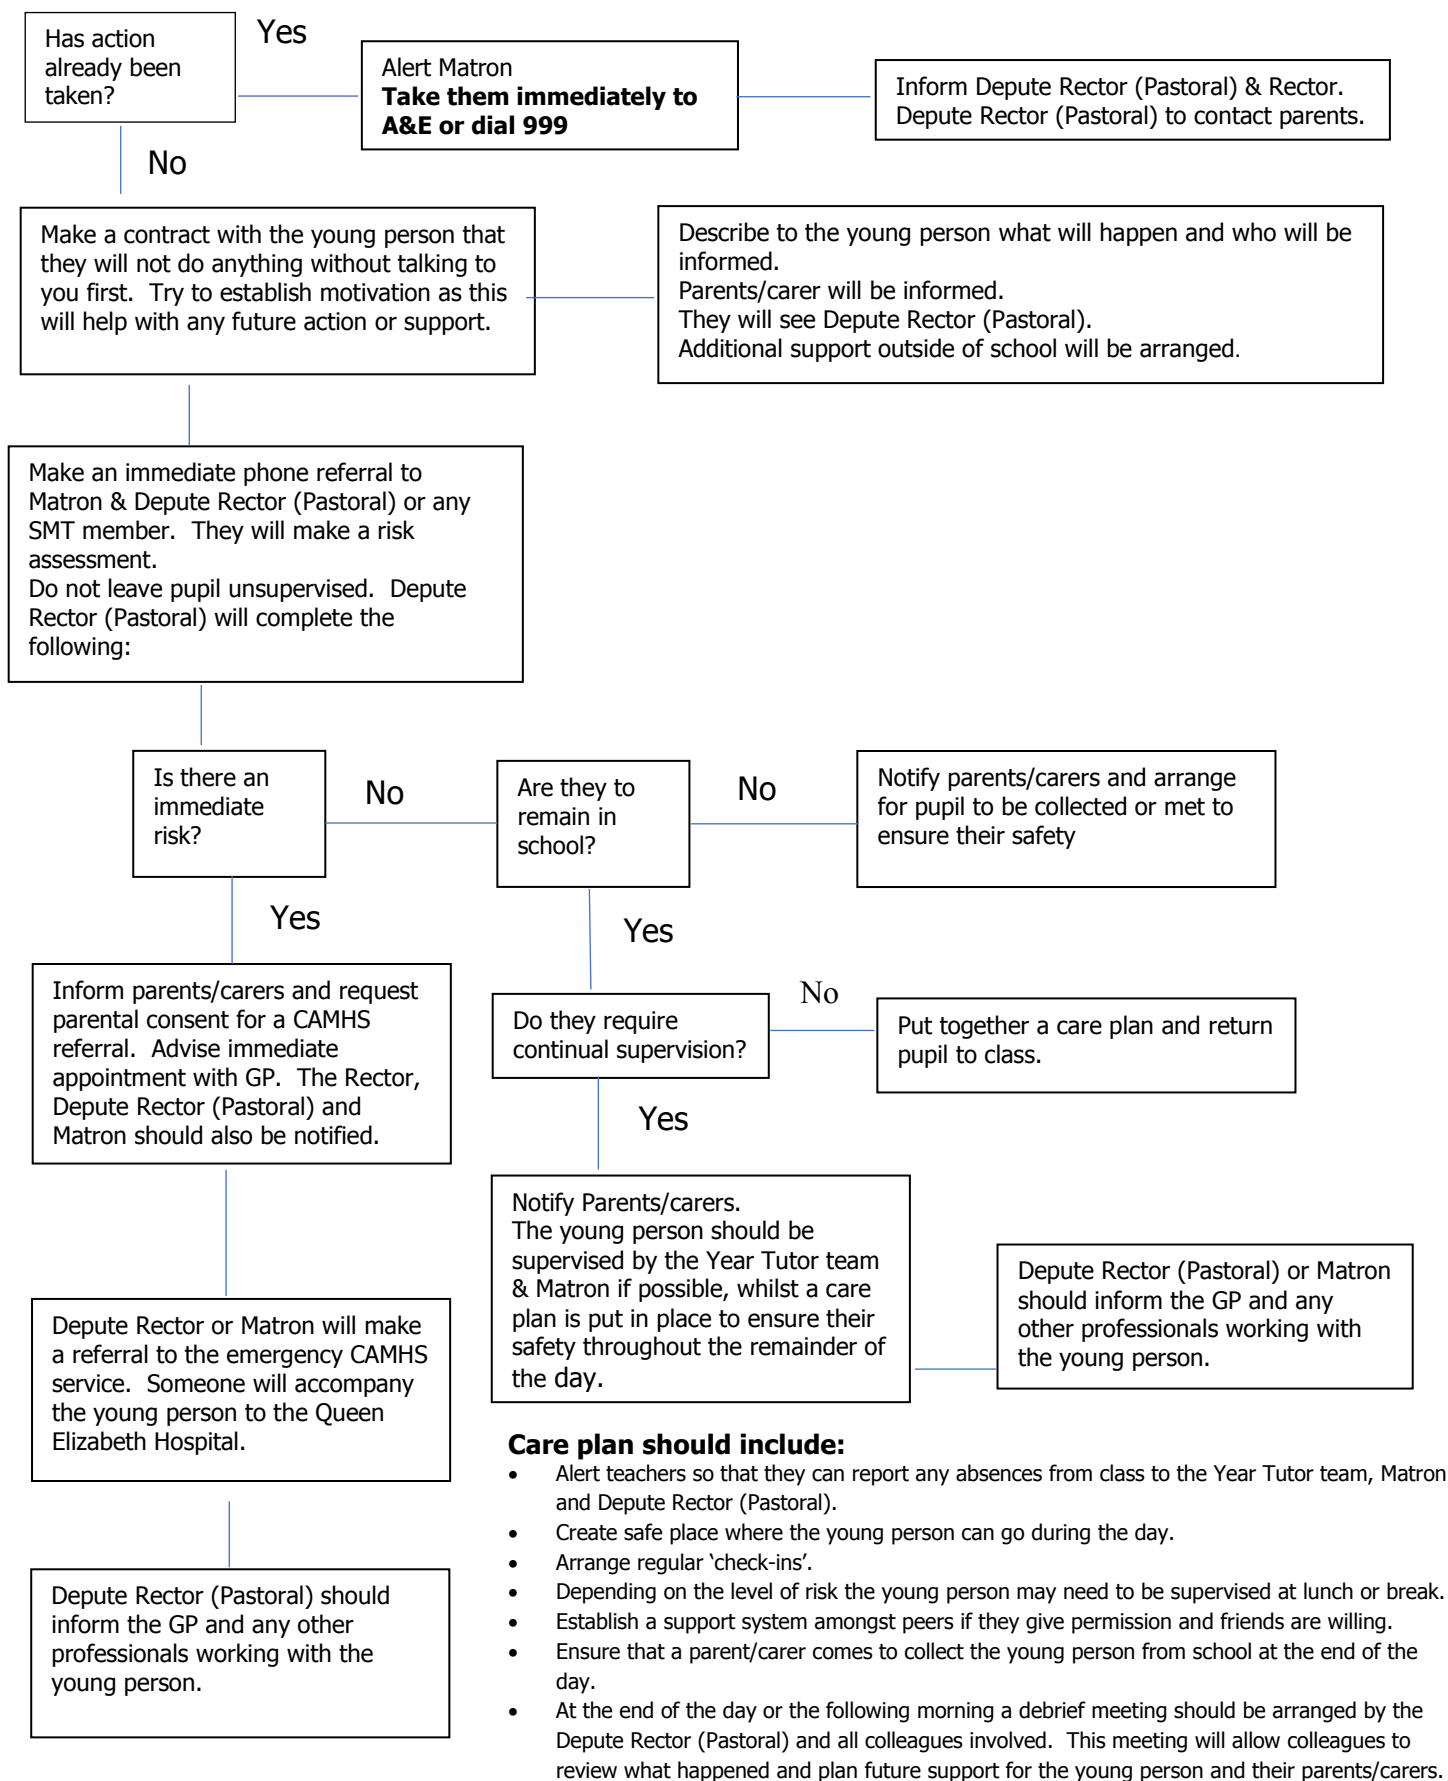 Has action
already been
taken?
Yes
Alert Matron
Take them immediately to
A&E or dial 999
Inform Depute Rector (Pastoral) & Rector.
Depute Rector (Pastoral) to contact parents.
No
Make a contract with the young person that
they will not do anything without talking to
you first.  Try to establish motivation as this
will help with any future action or support.
Describe to the young person what will happen and who will be
informed.
Parents/carer will be informed.
They will see Depute Rector (Pastoral).
Additional support outside of school will be arranged.
Make an immediate phone referral to
Matron & Depute Rector (Pastoral) or any
SMT member.  They will make a risk
assessment.
Do not leave pupil unsupervised.  Depute
Rector (Pastoral) will complete the
following:
Is there an
immediate
risk?
No
Are they to
remain in
school?
No
Notify parents/carers and arrange
for pupil to be collected or met to
ensure their safety
Yes
Yes
Inform parents/carers and request
parental consent for a CAMHS
referral.  Advise immediate
appointment with GP.  The Rector,
Depute Rector (Pastoral) and
Matron should also be notified.
Do they require
continual supervision?
No
Put together a care plan and return
pupil to class.
Yes
Notify Parents/carers.
The young person should be
supervised by the Year Tutor team
& Matron if possible, whilst a care
plan is put in place to ensure their
safety throughout the remainder of
the day.
Depute Rector (Pastoral) or Matron
should inform the GP and any
other professionals working with
the young person.
Depute Rector or Matron will make
a referral to the emergency CAMHS
service.  Someone will accompany
the young person to the Queen
Elizabeth Hospital.
Depute Rector (Pastoral) should
inform the GP and any other
professionals working with the
young person.
Care plan should include:
• Alert teachers so that they can report any absences from class to the Year Tutor team, Matron
and Depute Rector (Pastoral).
• Create safe place where the young person can go during the day.
• Arrange regular ‘check-ins’.
• Depending on the level of risk the young person may need to be supervised at lunch or break.
• Establish a support system amongst peers if they give permission and friends are willing.
• Ensure that a parent/carer comes to collect the young person from school at the end of the
day.
• At the end of the day or the following morning a debrief meeting should be arranged by the
Depute Rector (Pastoral) and all colleagues involved.  This meeting will allow colleagues to
review what happened and plan future support for the young person and their parents/carers.